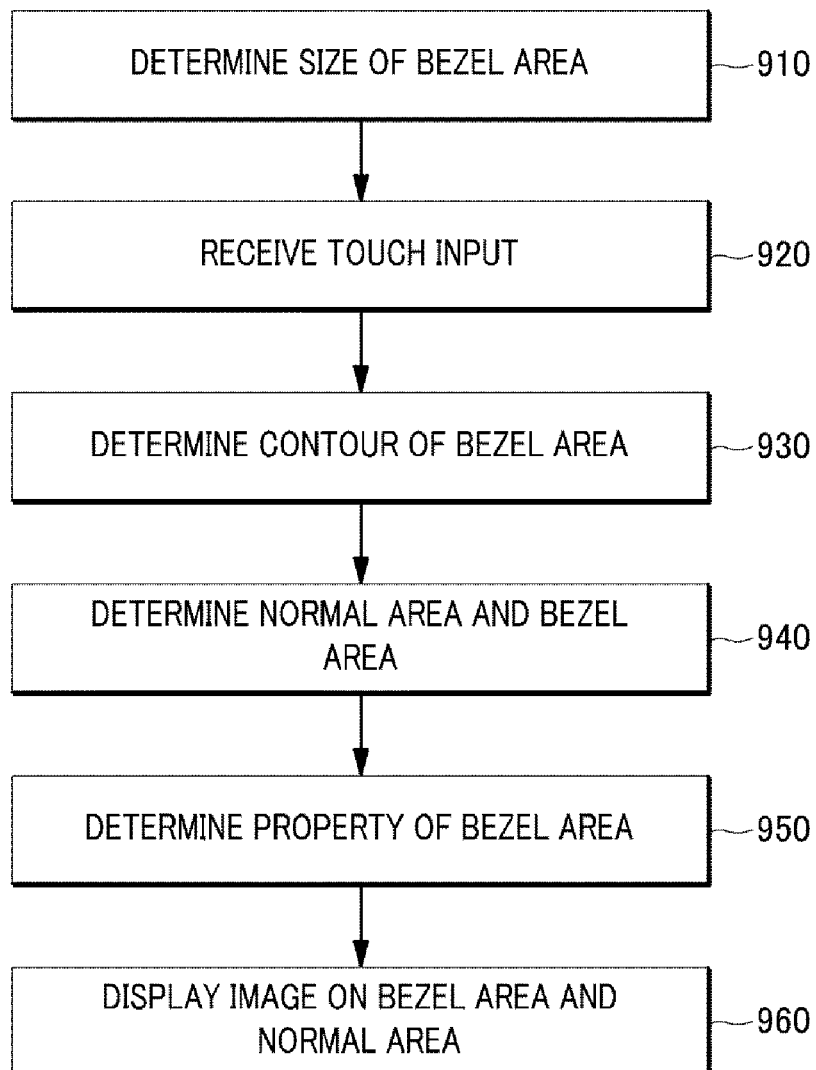 DETERMINE SIZE OF BEZEL AREA
910
RECEIVE TOUCH INPUT
920
DETERMINE CONTOUR OF BEZEL AREA
930
DETERMINE NORMAL AREA AND BEZEL
AREA
940
DETERMINE PROPERTY OF BEZEL AREA
950
DISPLAY IMAGE ON BEZEL AREA AND
NORMAL AREA
960